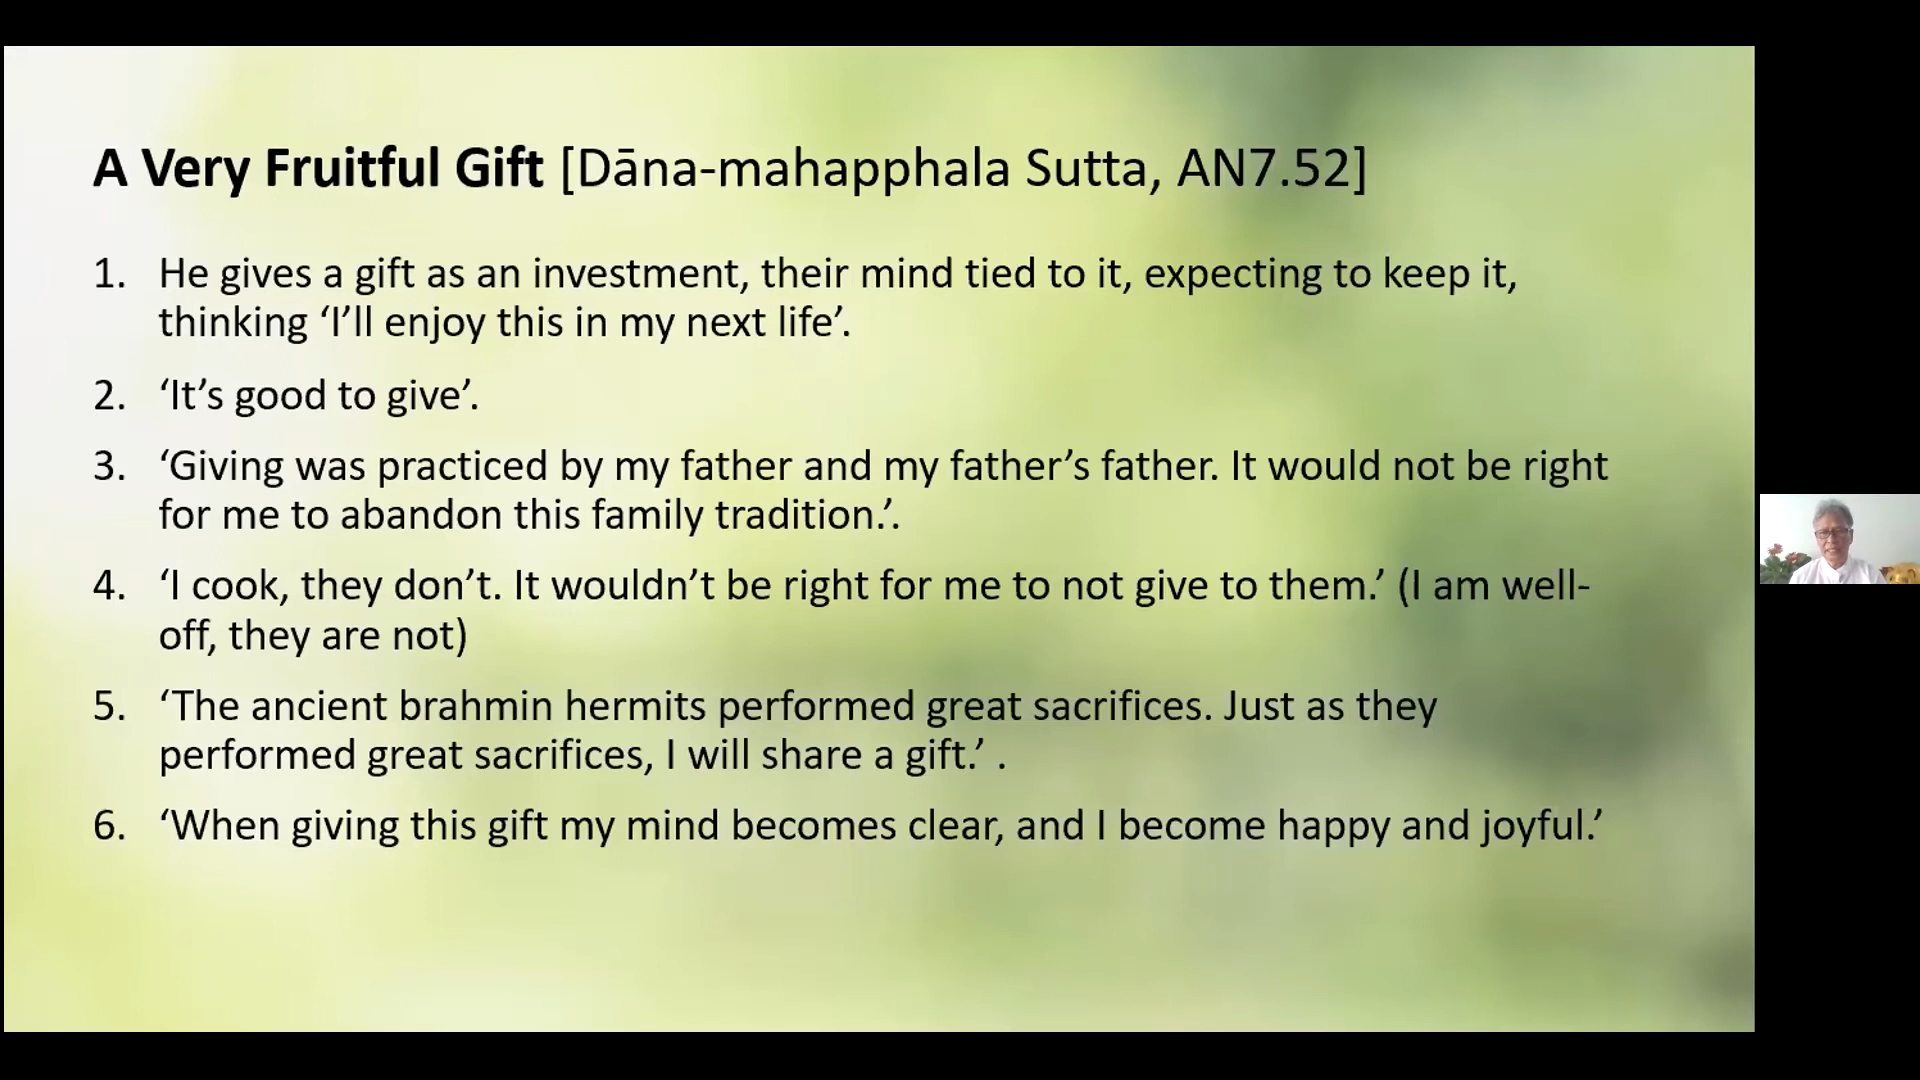 A Very Fruitful Gift [Dāna-mahapphala Sutta, AN7.52]
1. He gives a gift as an investment, their mind tied to it, expecting to keep it,
thinking ‘I’ll enjoy this in my next life’.
2. ‘It’s good to give’.
3. ‘Giving was practiced by my father and my father’s father. It would not be right
for me to abandon this family tradition.’.
4. ‘I cook, they don’t. It wouldn’t be right for me to not give to them.’ (I am well-
off, they are not)
5. ‘The ancient brahmin hermits performed great sacrifices. Just as they
performed great sacrifices, I will share a gift.’ .
6. ‘When giving this gift my mind becomes clear, and I become happy and joyful.’